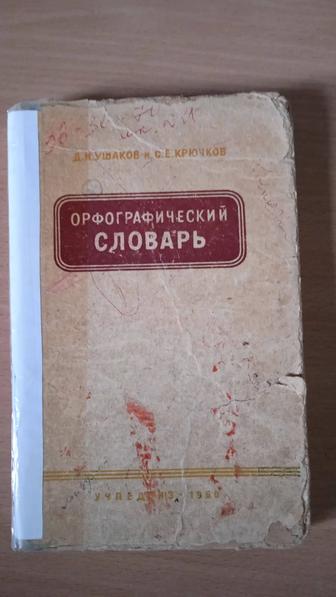 Д.Н. УШАКОВ и С.Е. КРЮЧКОВ
ОРФОГРАФИЧЕСКИЙ
СЛОВАРЬ
УЧПЕДГИЗ · 1960